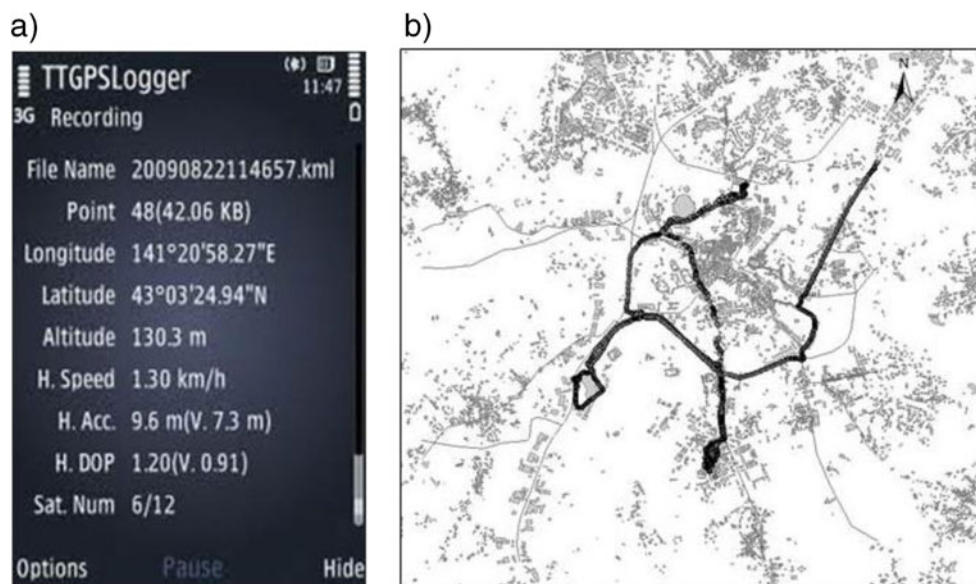 a)
b)
TTGPSLogger
11:47
3G Recording
File Name 20090822114657.kml
Point 48(42.06 KB)
Longitude 141°20'58.27"E
Latitude 43°03'24.94"N
Altitude 130.3 m
H. Speed 1.30 km/h
H. Acc. 9.6 m(V. 7.3 m)
H. DOP 1.20(V. 0.91)
Sat. Num 6/12
Options Pause Hide
N